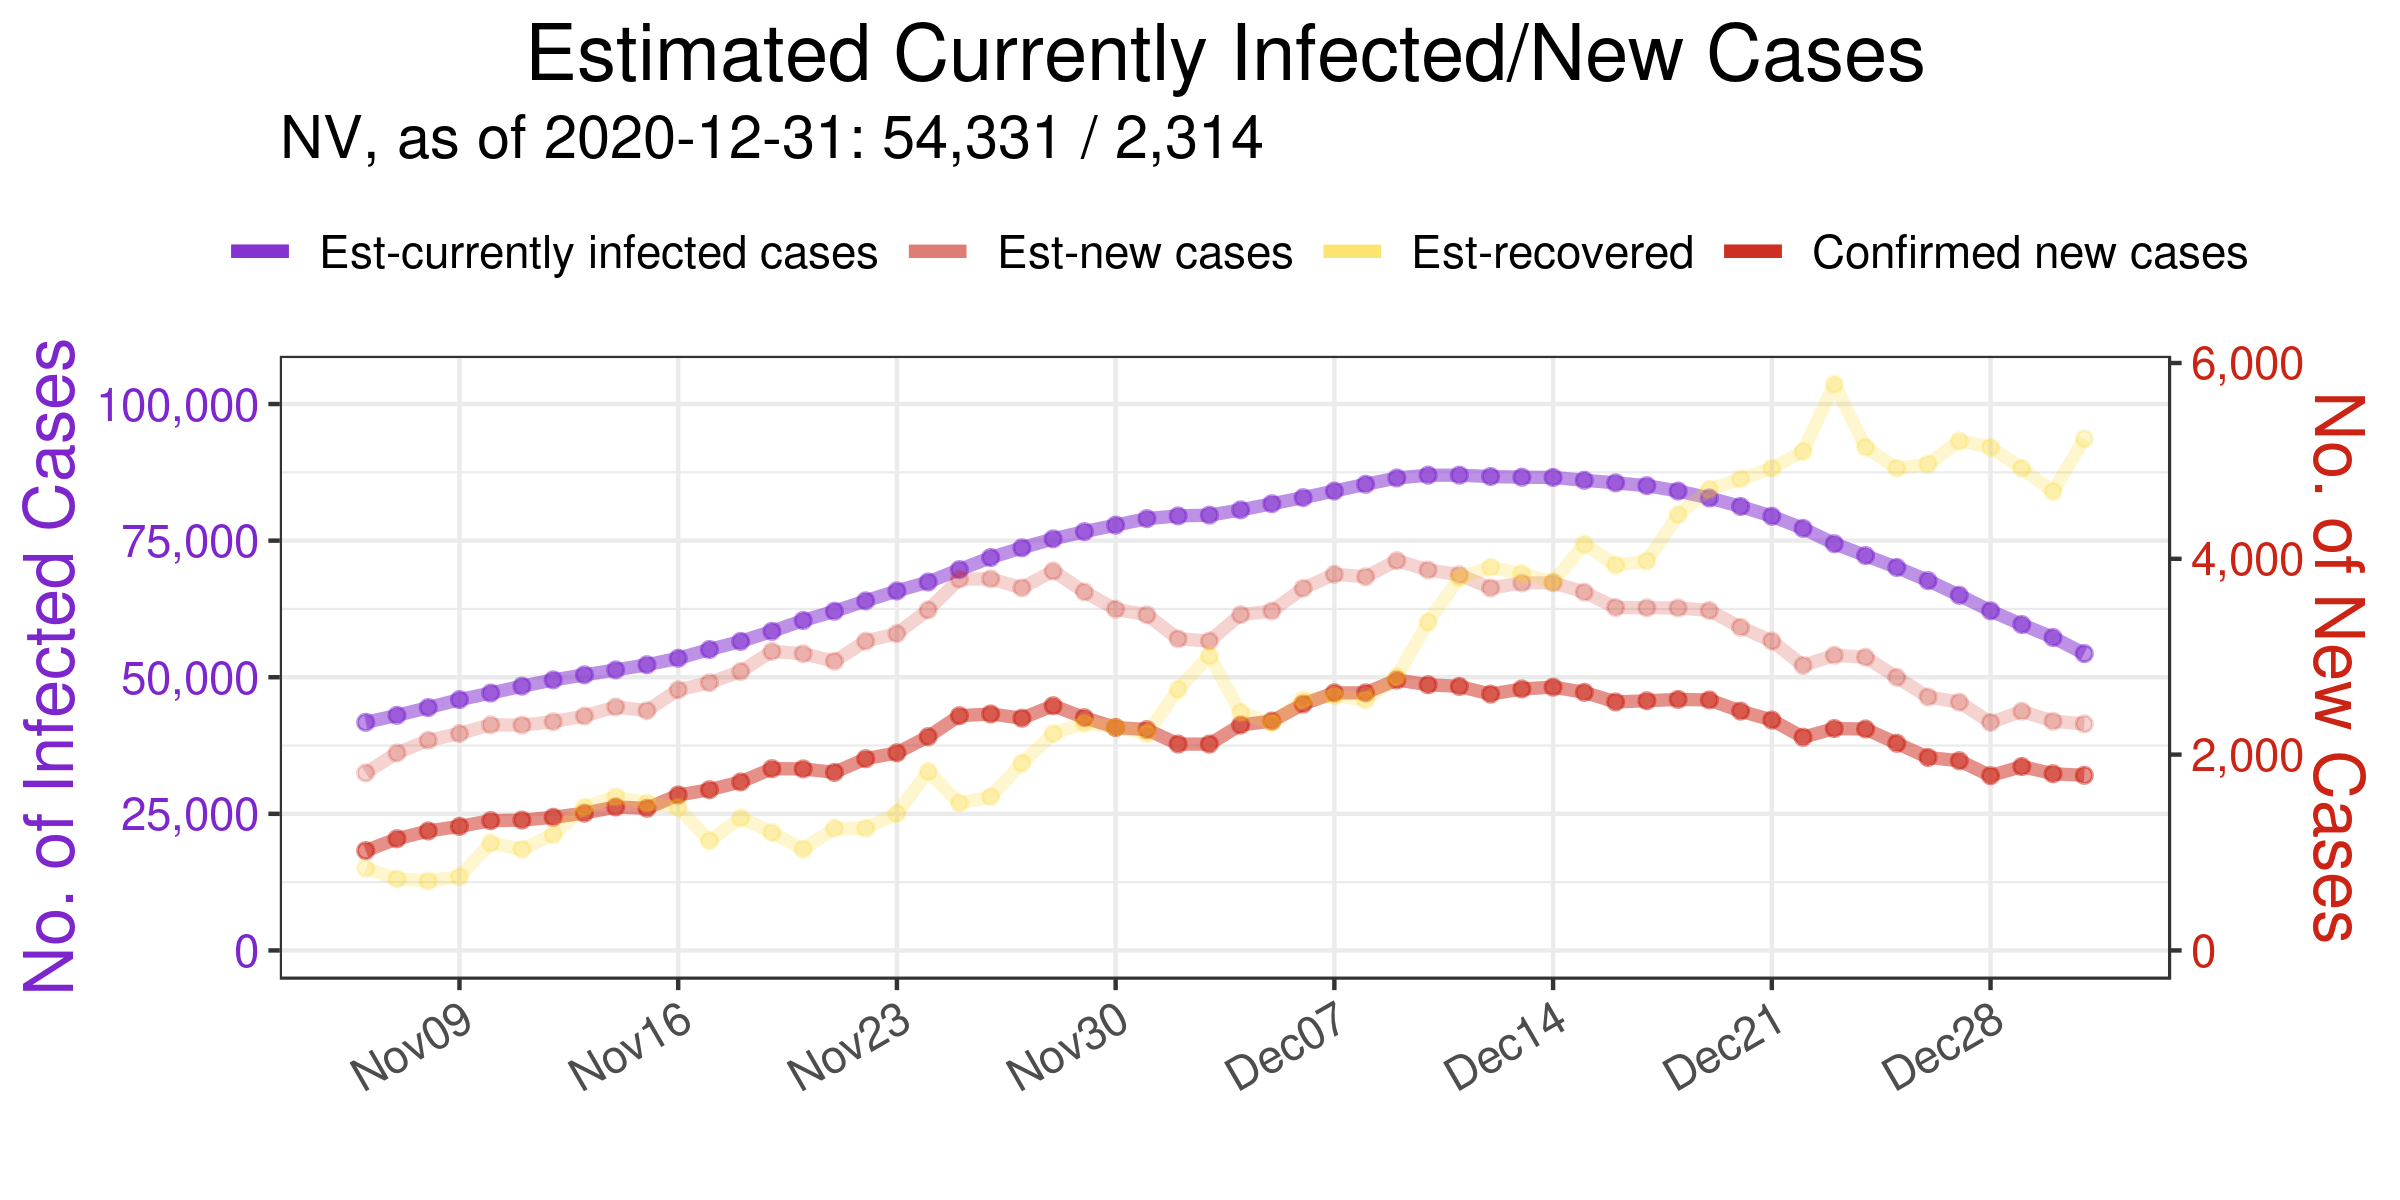 Estimated Currently Infected/New Cases
NV, as of 2020-12-31: 54,331 / 2,314
Est-currently infected cases Est-new cases Est-recovered Confirmed new cases
No. of Infected Cases
100,000
75,000
50,000
25,000
0
6,000
4,000
2,000
0
No. of New Cases
Nov09 Nov16 Nov23 Nov30 Dec07 Dec14 Dec21 Dec28